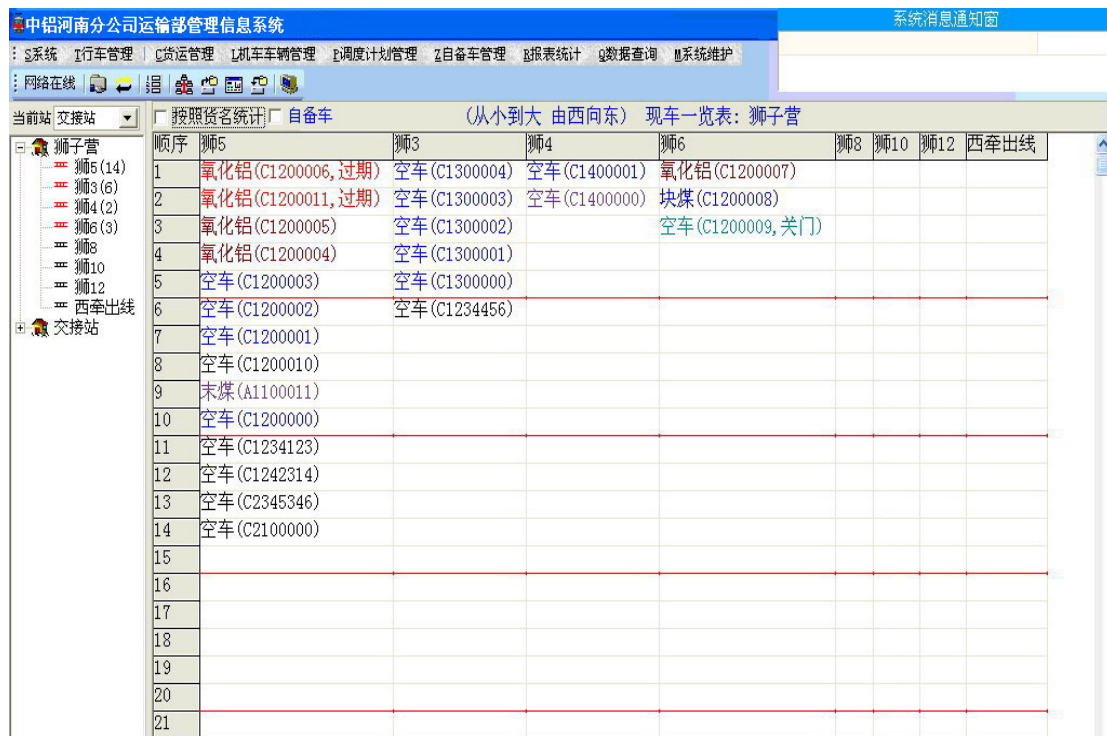 中铝河南分公司运输部管理信息系统
系统消息通知窗
S系统 T行车管理 C货运管理 L机车车辆管理 P调度计划管理 Z自备车管理 R报表统计 Q数据查询 M系统维护
网络在线
当前站 交接站 按照货名统计 自备车 (从小到大 由西向东) 现车一览表: 狮子营
狮子营
狮5(14)
狮3(6)
狮4(2)
狮6(3)
狮8
狮10
狮12
西牵出线
交接站
顺序 狮5 狮3 狮4 狮6 狮8 狮10 狮12 西牵出线
1 氧化铝(C1200006,过期) 空车(C1300004) 空车(C1400001) 氧化铝(C1200007)
2 氧化铝(C1200011,过期) 空车(C1300003) 空车(C1400000) 块煤(C1200008)
3 氧化铝(C1200005) 空车(C1300002) 空车(C1200009,关门)
4 氧化铝(C1200004) 空车(C1300001)
5 空车(C1200003) 空车(C1300000)
6 空车(C1200002) 空车(C1234456)
7 空车(C1200001)
8 空车(C1200010)
9 末煤(A1100011)
10 空车(C1200000)
11 空车(C1234123)
12 空车(C1242314)
13 空车(C2345346)
14 空车(C2100000)
15
16
17
18
19
20
21